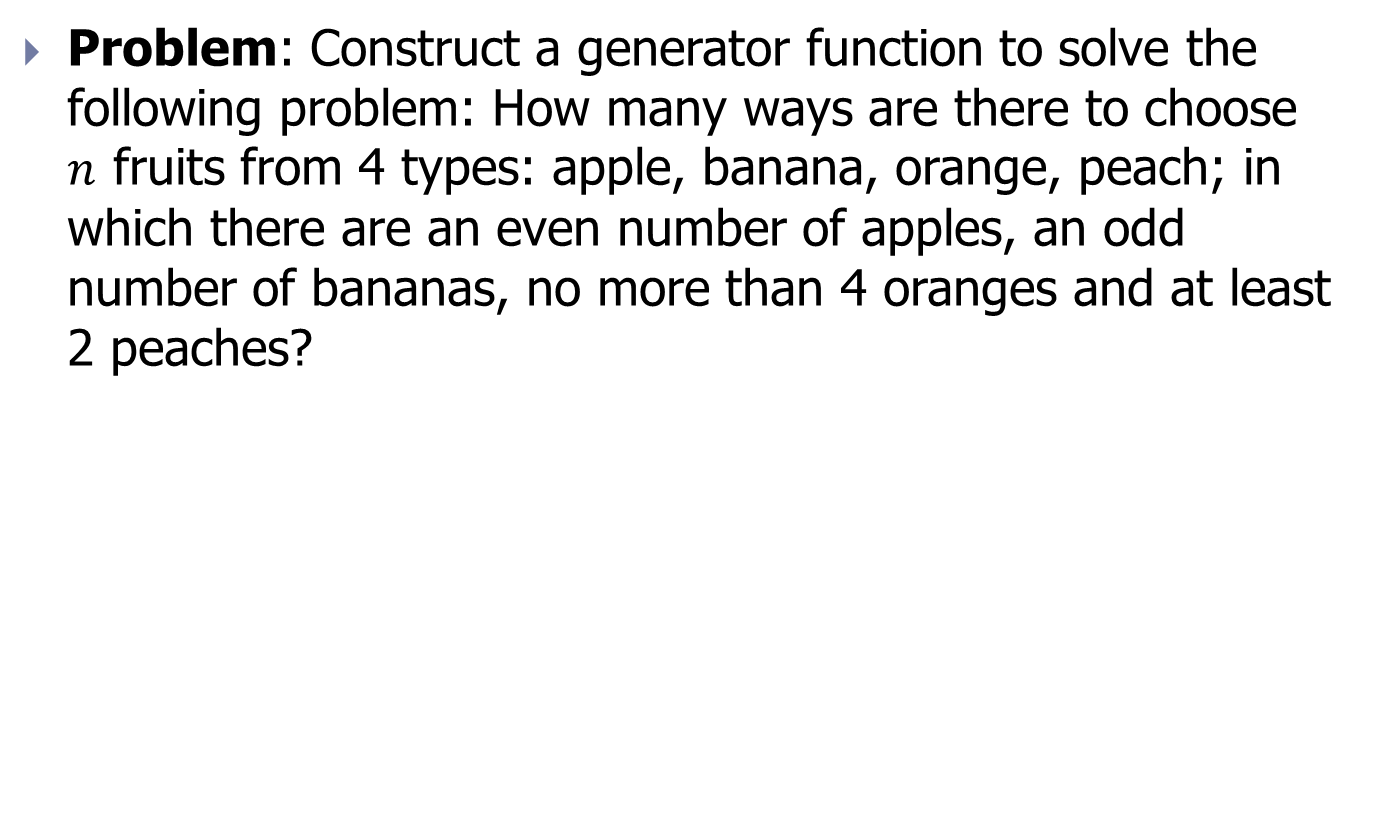 Problem: Construct a generator function to solve the
following problem: How many ways are there to choose
n fruits from 4 types: apple, banana, orange, peach; in
which there are an even number of apples, an odd
number of bananas, no more than 4 oranges and at least
2 peaches?